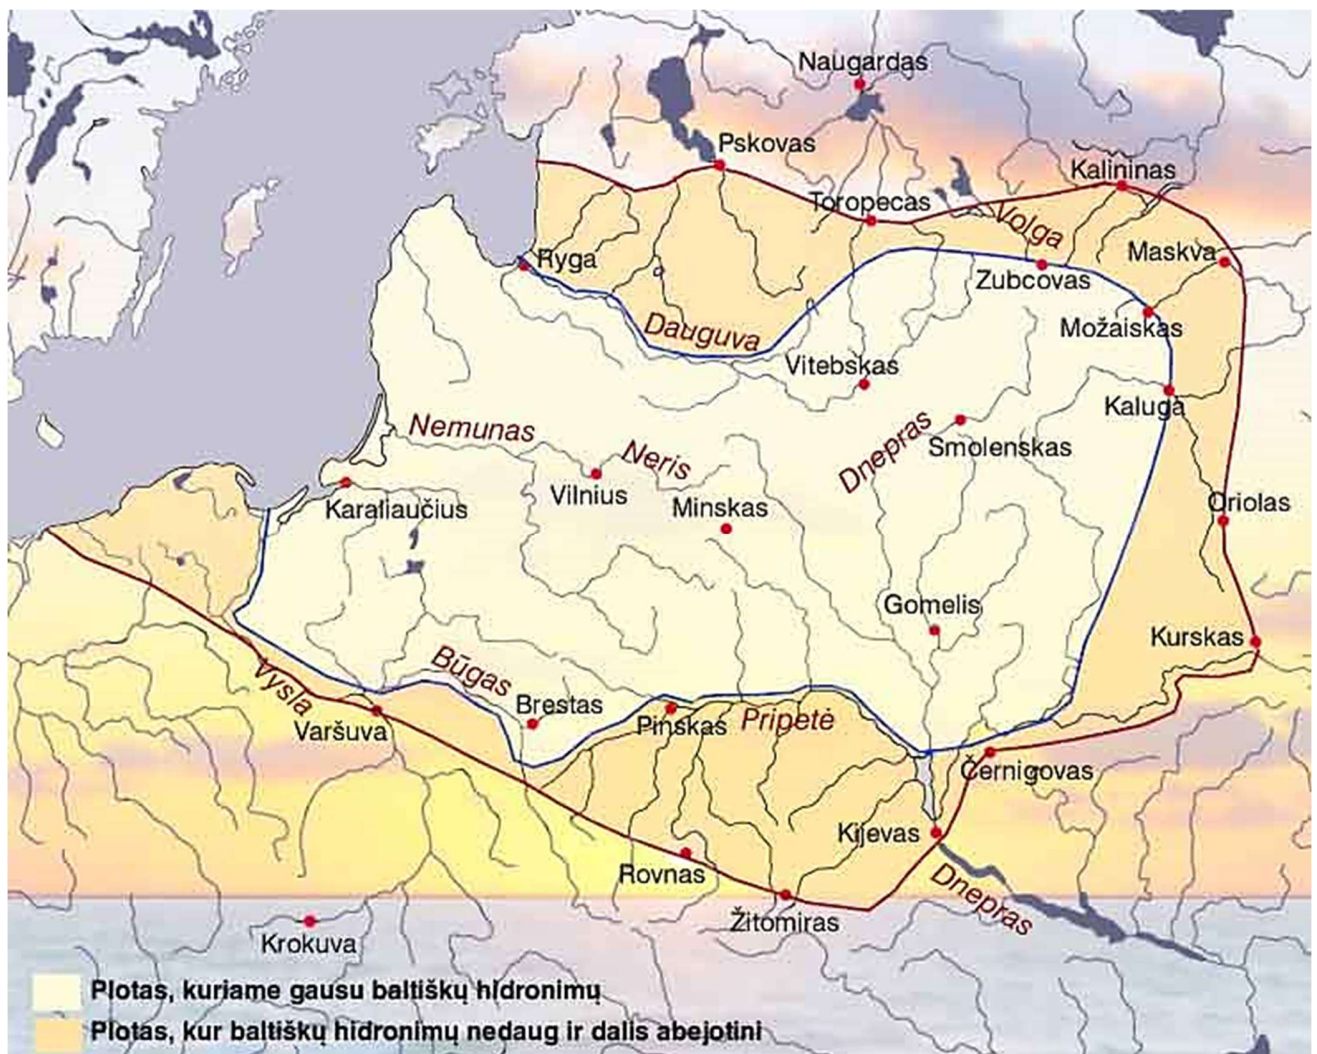 Naugardas
Pskovas
Kalininas
Toropecas
Volga
Maskva
Ryga
Zubcovas
Dauguva
Možaiskas
Vitebskas
Kaluga
Nemunas
Neris
Dnepras
Smolenskas
Vilnius
Karaliaučius
Minskas
Oriolas
Gomelis
Kurskas
Būgas
Vysla
Brestas
Varšuva
Pinskas
Pripetė
Černigovas
Kijevas
Rovnas
Dnepras
Žitomiras
Krokuva
Plotas, kuriame gausu baltiškų hidronimų
Plotas, kur baltiškų hidronimų nedaug ir dalis abejotini